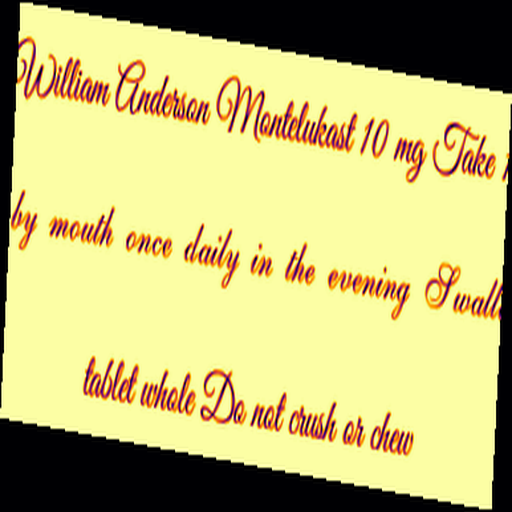 William Anderson Montelukast 10 mg Take
by mouth once daily in the evening
tablet whole Do not crush or chew